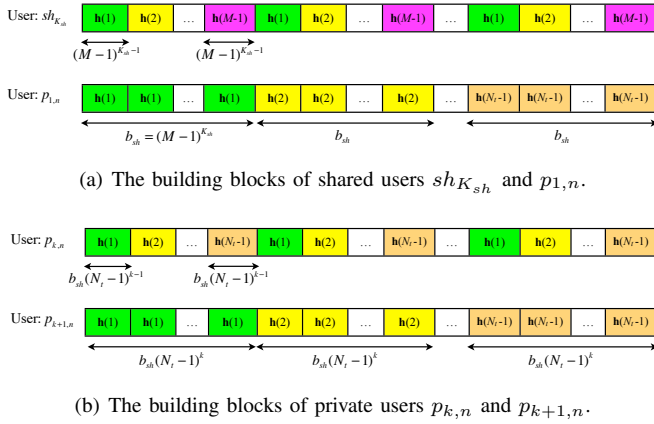 User: sh_{K_{sh}} h(1) h(2) ... h(M-1) h(1) h(2) ... h(M-1) ... h(1) h(2) ... h(M-1)
(M−1)^{K_{sh}−1} (M−1)^{K_{sh}−1}
User: p_{1,n} h(1) h(1) ... h(1) h(2) h(2) ... h(2) ... h(N_t-1) h(N_t-1) ... h(N_t-1)
b_{sh} = (M−1)^{K_{sh}} b_{sh} b_{sh}
(a) The building blocks of shared users sh_{K_{sh}} and p_{1,n}.
User: p_{k,n} h(1) h(2) ... h(N_t-1) h(1) h(2) ... h(N_t-1) ... h(1) h(2) ... h(N_t-1)
b_{sh}(N_t−1)^{k−1} b_{sh}(N_t−1)^{k−1}
User: p_{k+1,n} h(1) h(1) ... h(1) h(2) h(2) ... h(2) ... h(N_t-1) h(N_t-1) ... h(N_t-1)
b_{sh}(N_t−1)^k b_{sh}(N_t−1)^k b_{sh}(N_t−1)^k
(b) The building blocks of private users p_{k,n} and p_{k+1,n}.